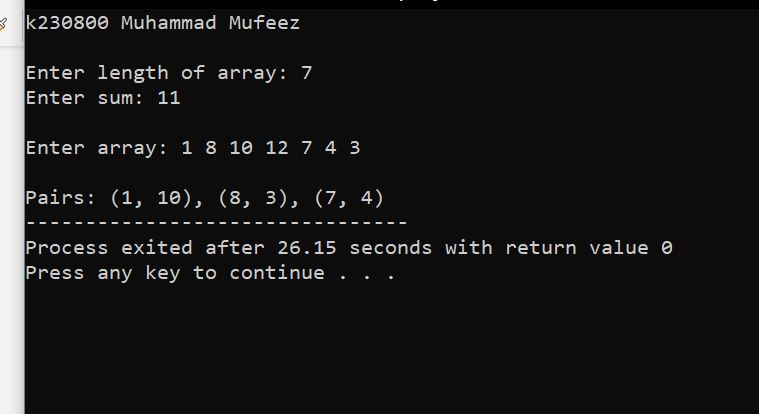 k230800 Muhammad Mufeez
Enter length of array: 7
Enter sum: 11
Enter array: 1 8 10 12 7 4 3
Pairs: (1, 10), (8, 3), (7, 4)
--------------------------------
Process exited after 26.15 seconds with return value 0
Press any key to continue . . .